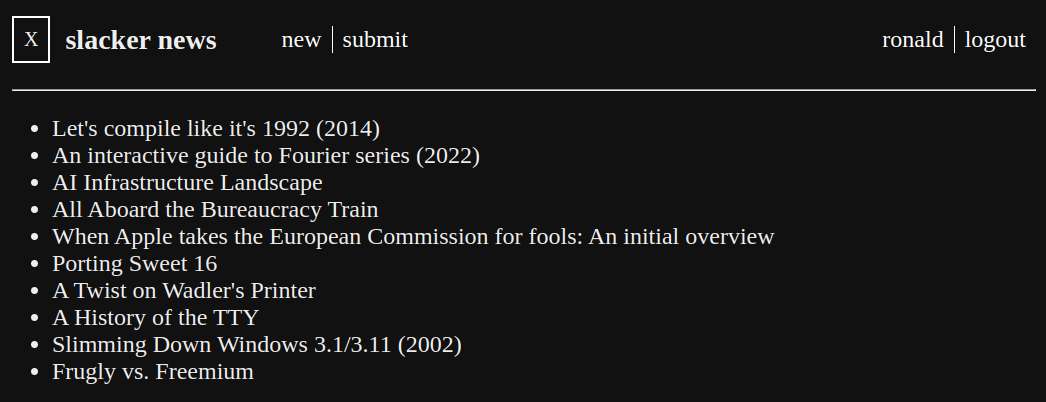 X slacker news new | submit ronald | logout
• Let's compile like it's 1992 (2014)
• An interactive guide to Fourier series (2022)
• AI Infrastructure Landscape
• All Aboard the Bureaucracy Train
• When Apple takes the European Commission for fools: An initial overview
• Porting Sweet 16
• A Twist on Wadler's Printer
• A History of the TTY
• Slimming Down Windows 3.1/3.11 (2002)
• Frugly vs. Freemium